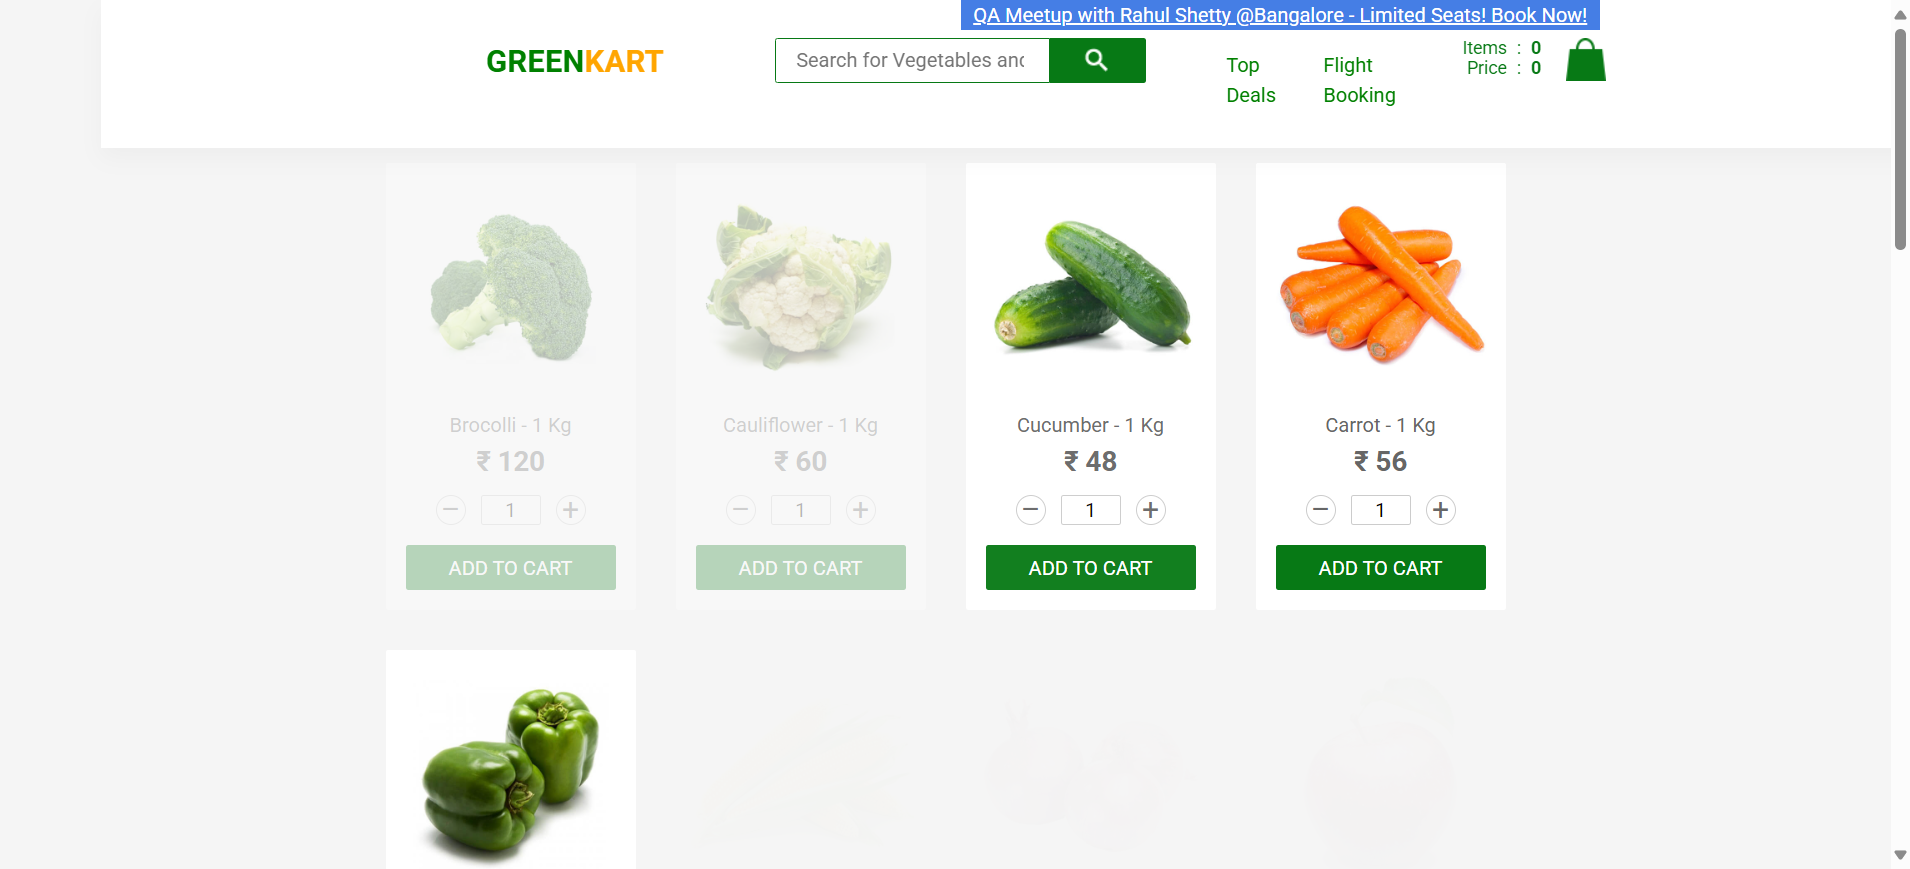 QA Meetup with Rahul Shetty @Bangalore - Limited Seats! Book Now!
GREENKART
Search for Vegetables and
Top Deals
Flight Booking
Items : 0
Price : 0
Brocolli - 1 Kg
₹ 120
− 1 +
ADD TO CART
Cauliflower - 1 Kg
₹ 60
− 1 +
ADD TO CART
Cucumber - 1 Kg
₹ 48
− 1 +
ADD TO CART
Carrot - 1 Kg
₹ 56
− 1 +
ADD TO CART